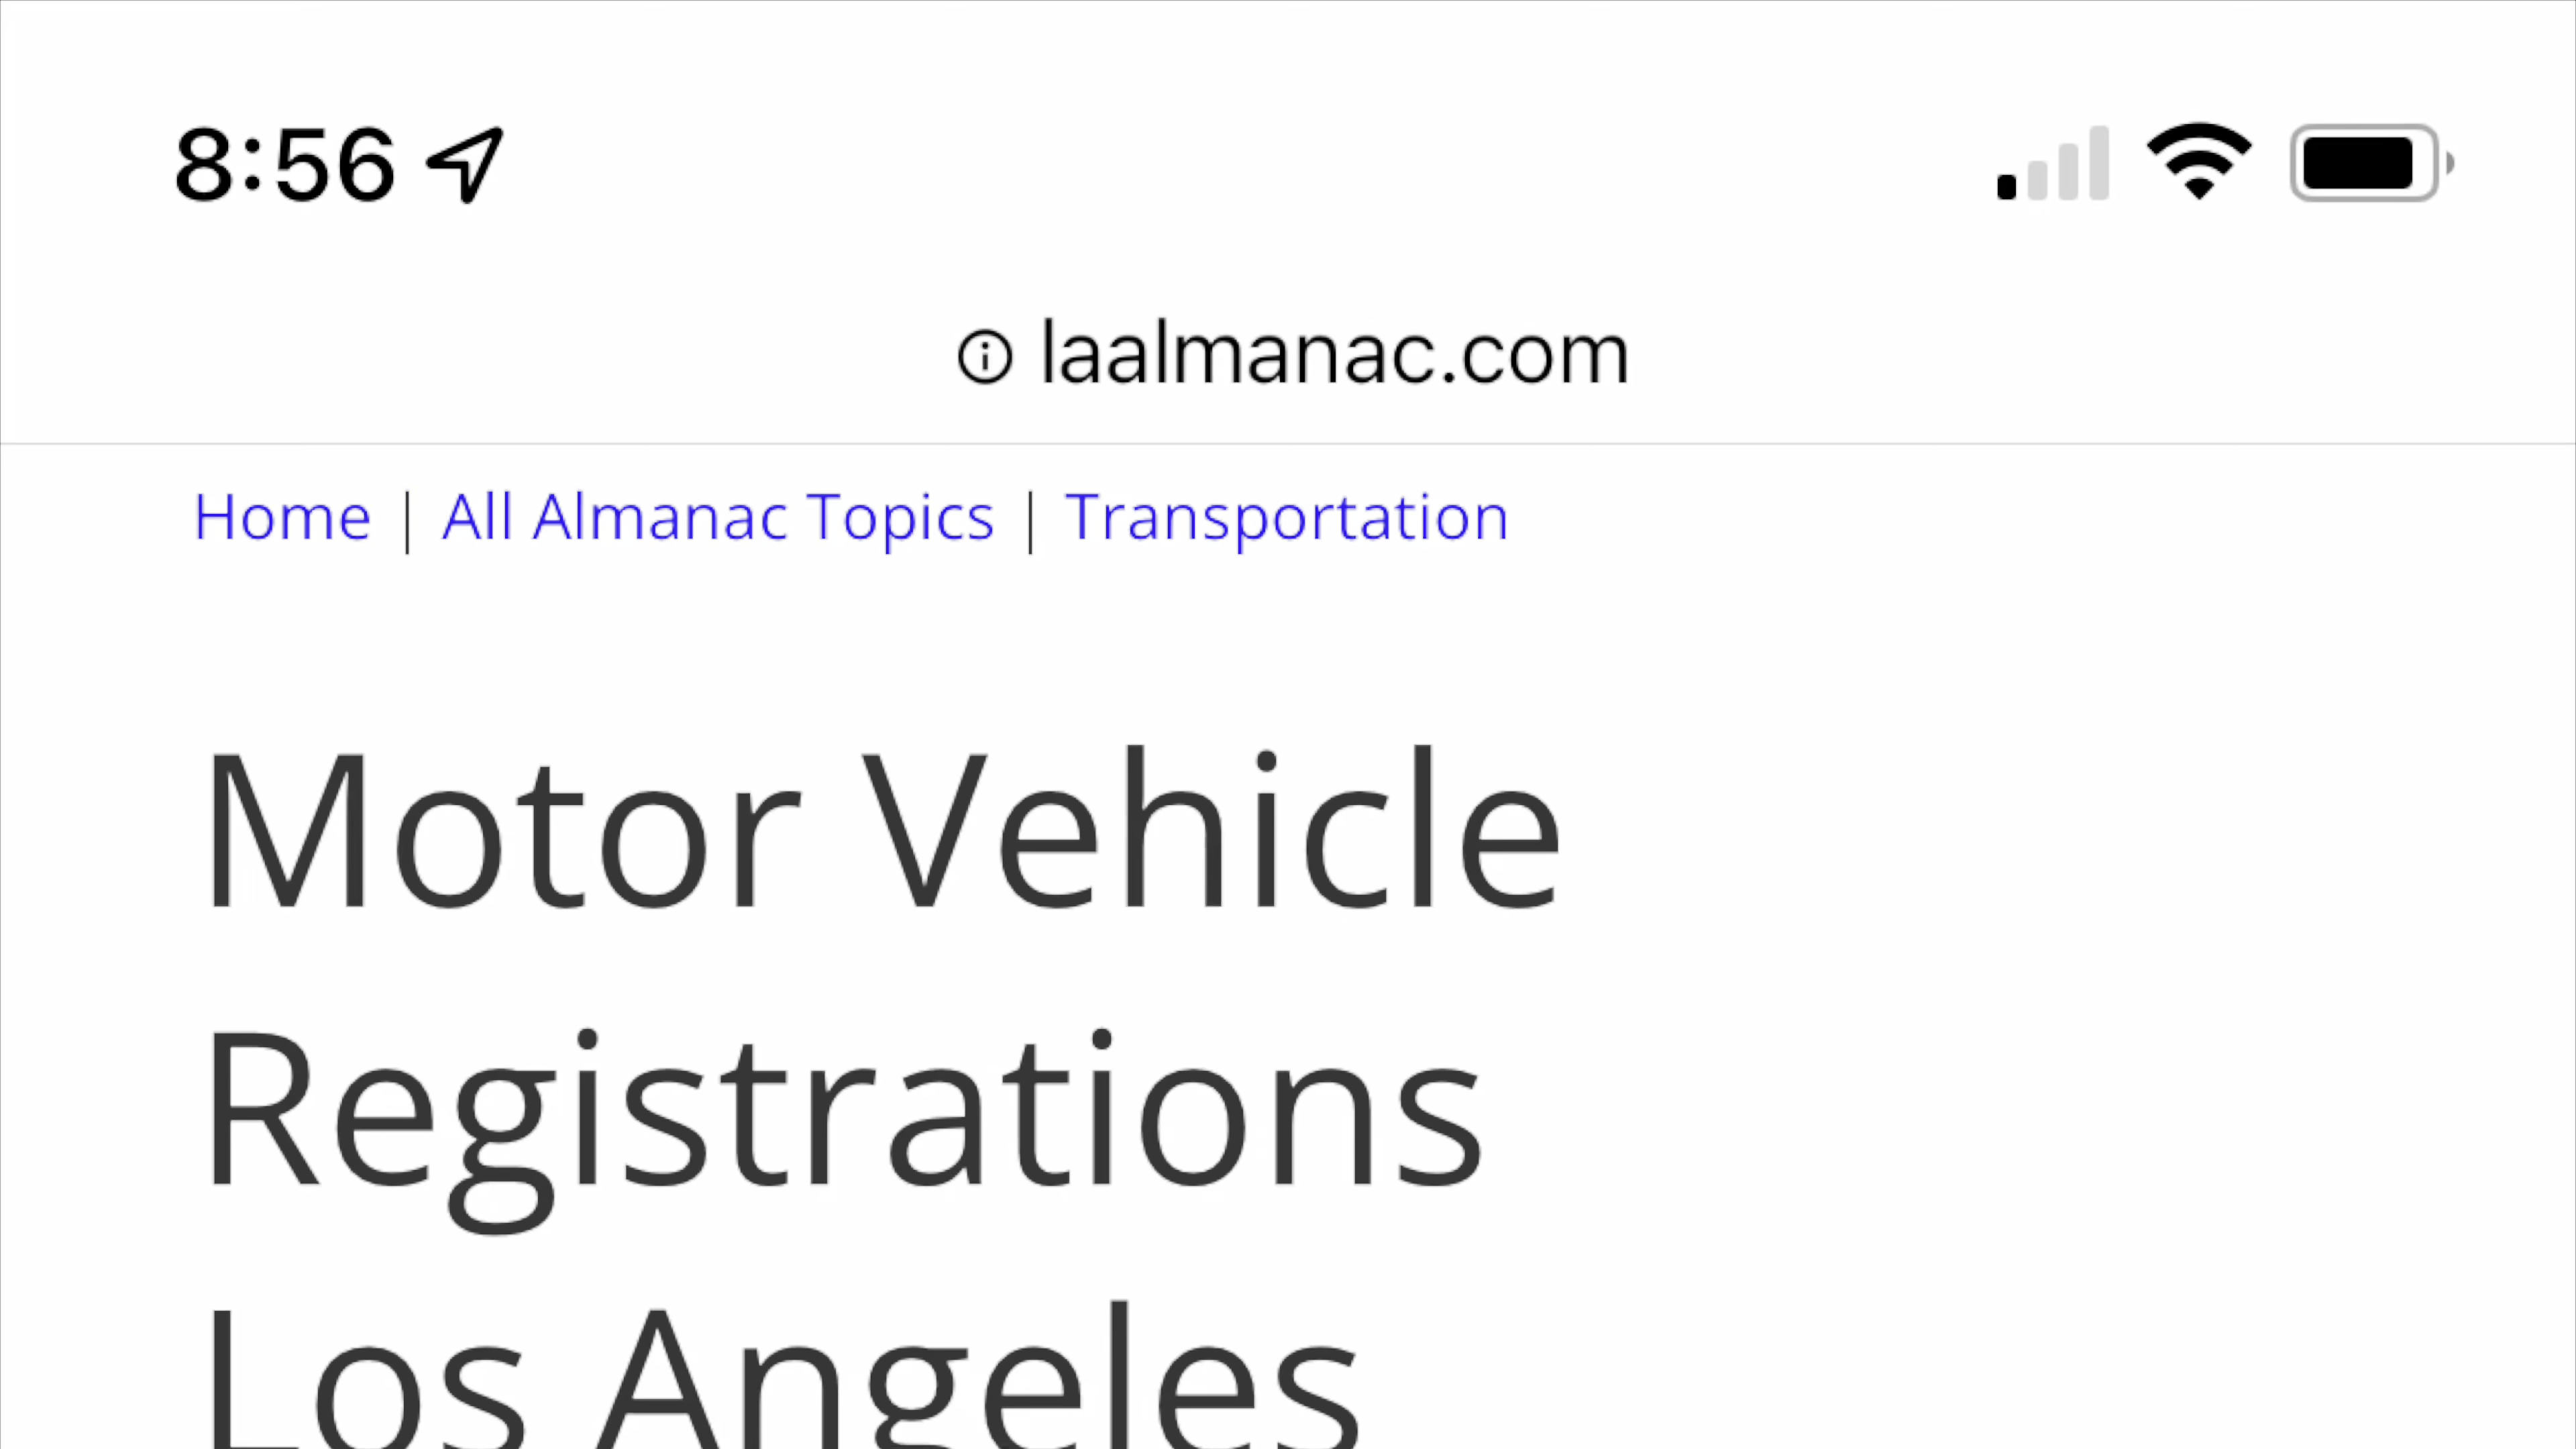 8:56
laalmanac.com
Home | All Almanac Topics | Transportation
Motor Vehicle
Registrations
Los Angeles